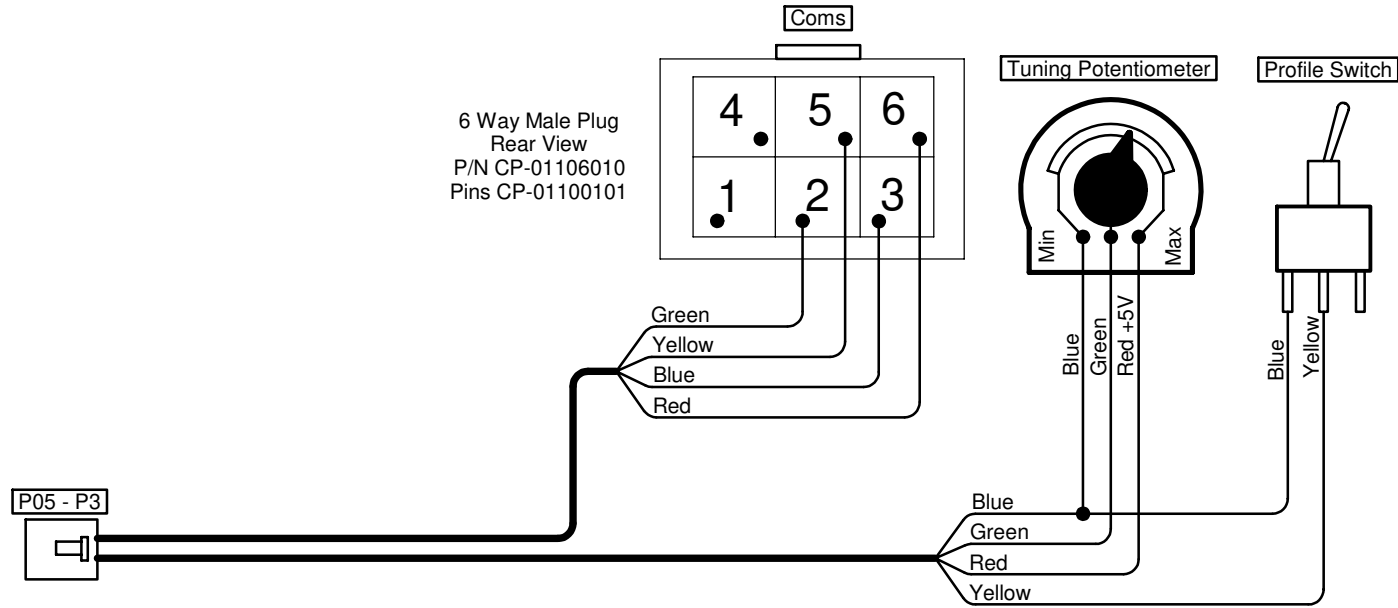 Coms
6 Way Male Plug
Rear View
P/N CP-01106010
Pins CP-01100101
4 5 6
1 2 3
Green
Yellow
Blue
Red
Tuning Potentiometer
Min
Max
Blue
Green
Red +5V
Profile Switch
Blue
Yellow
P05 - P3
Blue
Green
Red
Yellow